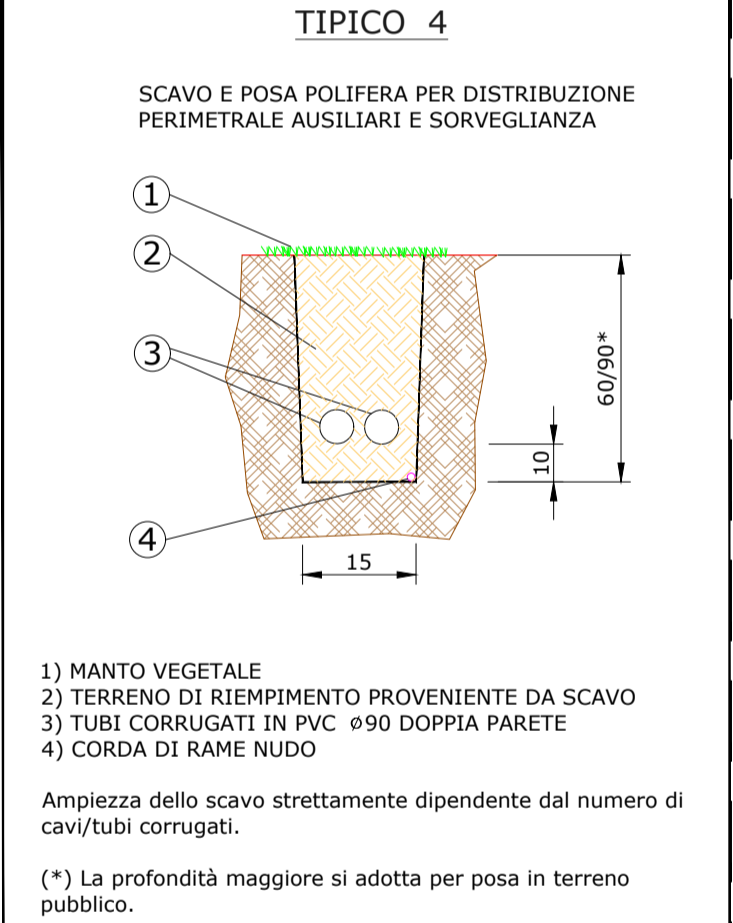 TIPICO 4
SCAVO E POSA POLIFERA PER DISTRIBUZIONE
PERIMETRALE AUSILIARI E SORVEGLIANZA
1
2
3
4
60/90*
10
15
1) MANTO VEGETALE
2) TERRENO DI RIEMPIMENTO PROVENIENTE DA SCAVO
3) TUBI CORRUGATI IN PVC ø90 DOPPIA PARETE
4) CORDA DI RAME NUDO
Ampiezza dello scavo strettamente dipendente dal numero di
cavi/tubi corrugati.
(*) La profondità maggiore si adotta per posa in terreno
pubblico.